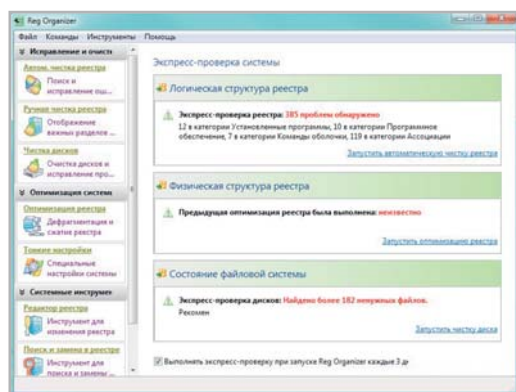 Reg Organizer
Файл Команды Инструменты Помощь
Исправление и очистк
Автом. чистка реестра
Поиск и
исправление ош...
Ручная чистка реестра
Отображение
важных разделов ...
Чистка дисков
Очистка дисков и
исправление про...
Оптимизация систем
Оптимизация реестра
Дефрагментация и
сжатие реестра
Тонкие настройки
Специальные
настройки системы
Системные инструмен
Редактор реестра
Инструмент для
изменения реестра
Поиск и замена в реестре
Инструмент для
поиска и замены ...
Экспресс-проверка системы
Логическая структура реестра
Экспресс-проверка реестра: 385 проблем обнаружено
12 в категории Установленные программы, 10 в категории Программное
обеспечение, 7 в категории Команды оболочки, 119 в категории Ассоциации
Запустить автоматическую чистку реестра
Физическая структура реестра
Предыдущая оптимизация реестра была выполнена: неизвестно
Запустить оптимизацию реестра
Состояние файловой системы
Экспресс-проверка дисков: Найдено более 182 ненужных файлов.
Рекомен
Запустить чистку диска
Выполнять экспресс-проверку при запуске Reg Organizer каждые 3 д